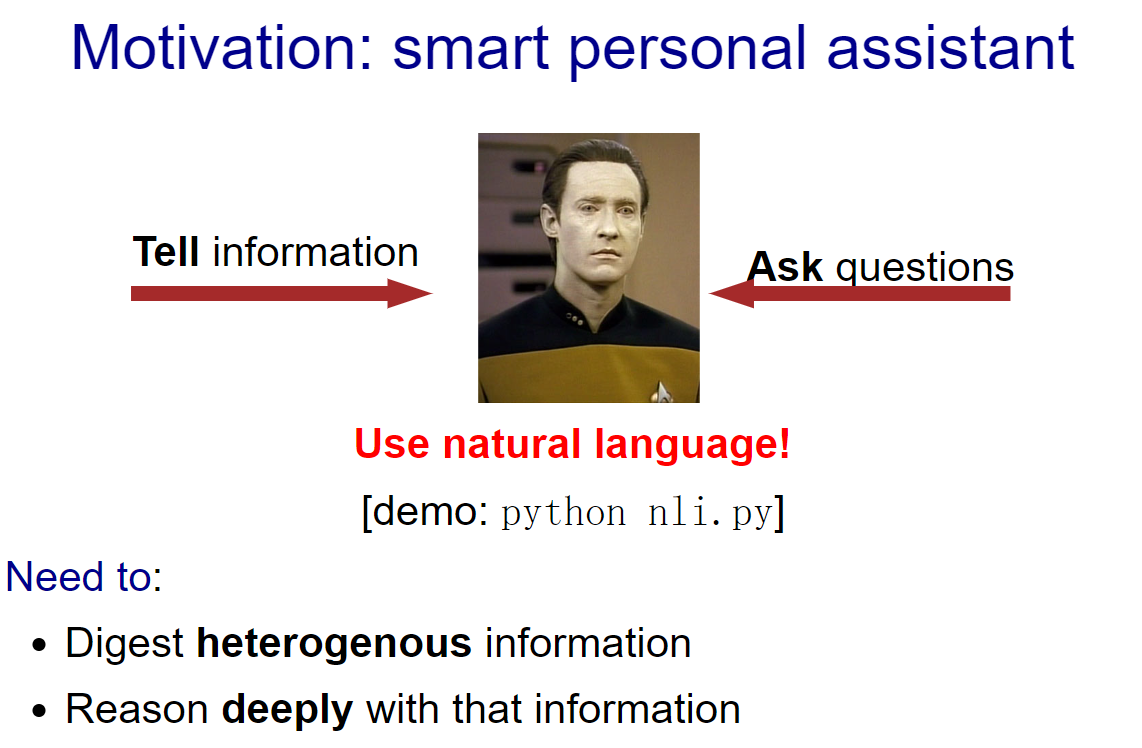 Motivation: smart personal assistant
Tell information
Ask questions
Use natural language!
[demo: python nli.py]
Need to:
• Digest heterogenous information
• Reason deeply with that information